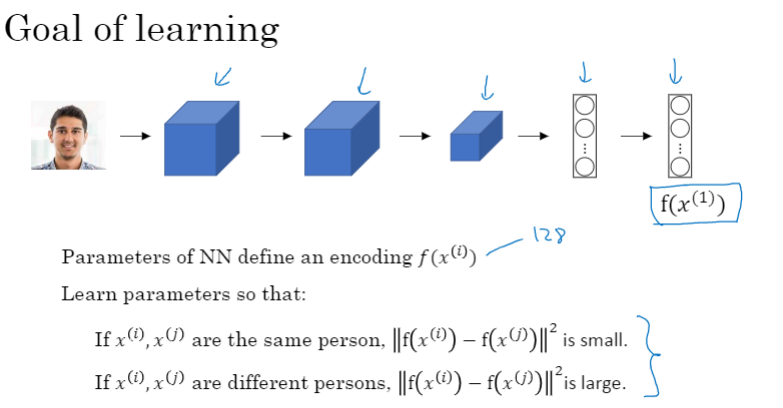 Goal of learning
f(x⁽¹⁾)
128
Parameters of NN define an encoding f(x⁽ⁱ⁾)
Learn parameters so that:
If x⁽ⁱ⁾, x⁽ʲ⁾ are the same person, ‖f(x⁽ⁱ⁾) – f(x⁽ʲ⁾)‖² is small.
If x⁽ⁱ⁾, x⁽ʲ⁾ are different persons, ‖f(x⁽ⁱ⁾) – f(x⁽ʲ⁾)‖² is large.